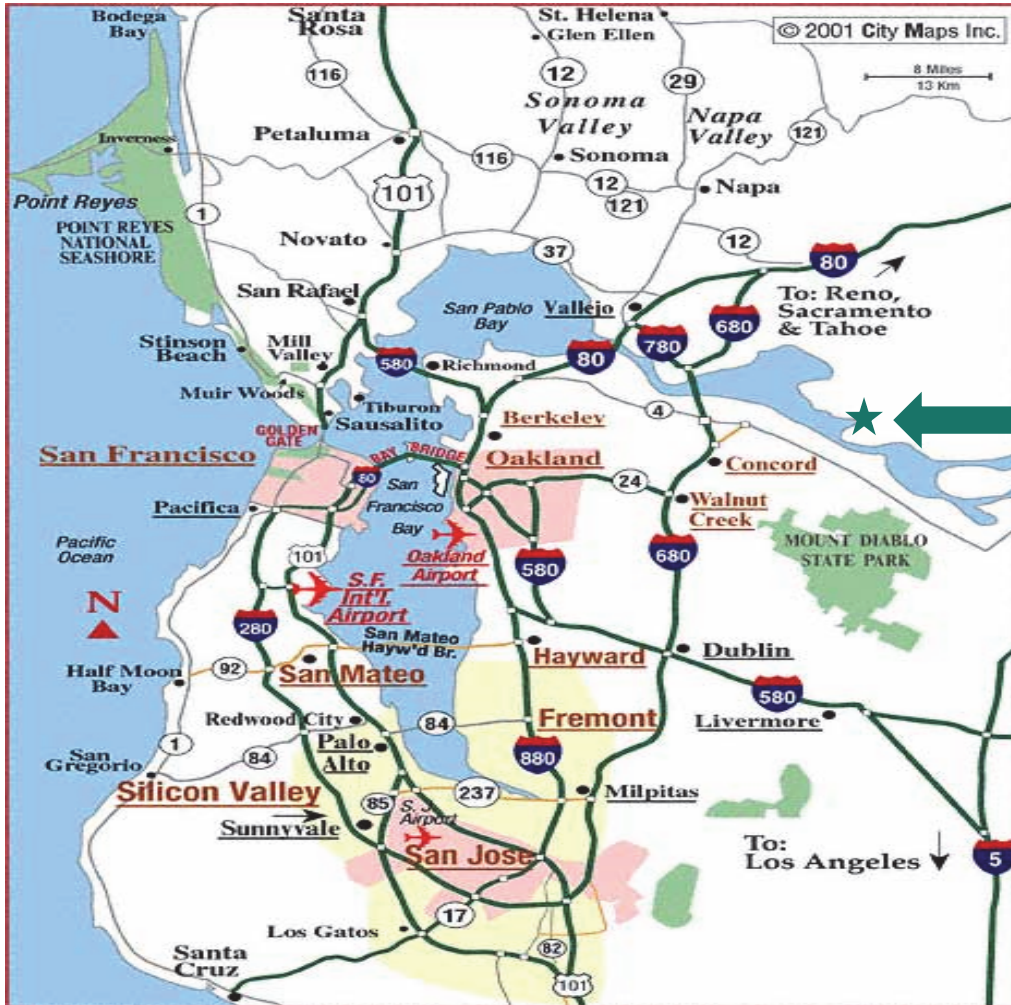 Bodega
Bay
Santa
Rosa
St. Helena
Glen Ellen
© 2001 City Maps Inc.
116
12
29
8 Miles
13 Km
Sonoma
Valley
Napa
Valley
121
Petaluma
Inverness
116
Sonoma
101
12
121
Napa
Point Reyes
1
POINT REYES
NATIONAL
SEASHORE
Novato
37
12
80
San Rafael
San Pablo
Bay
Vallejo
To: Reno,
Sacramento
& Tahoe
680
Stinson
Beach
Mill
Valley
580
Richmond
80
780
Muir Woods
Tiburon
Sausalito
4
Berkeley
GOLDEN
GATE
BAY BRIDGE
San Francisco
Oakland
Concord
80
24
San
Francisco
Bay
Walnut
Creek
Pacifica
Pacific
Ocean
101
Oakland
Airport
580
680
MOUNT DIABLO
STATE PARK
S.F.
Int'l.
Airport
N
280
San Mateo
Hayw'd Br.
Hayward
Dublin
Half Moon
Bay
92
San Mateo
580
Livermore
Redwood City
84
Fremont
1
84
Palo
Alto
880
San
Gregorio
Silicon Valley
85
237
Milpitas
S. J.
Airport
Sunnyvale
San Jose
To:
Los Angeles
5
17
Los Gatos
82
Santa
Cruz
101